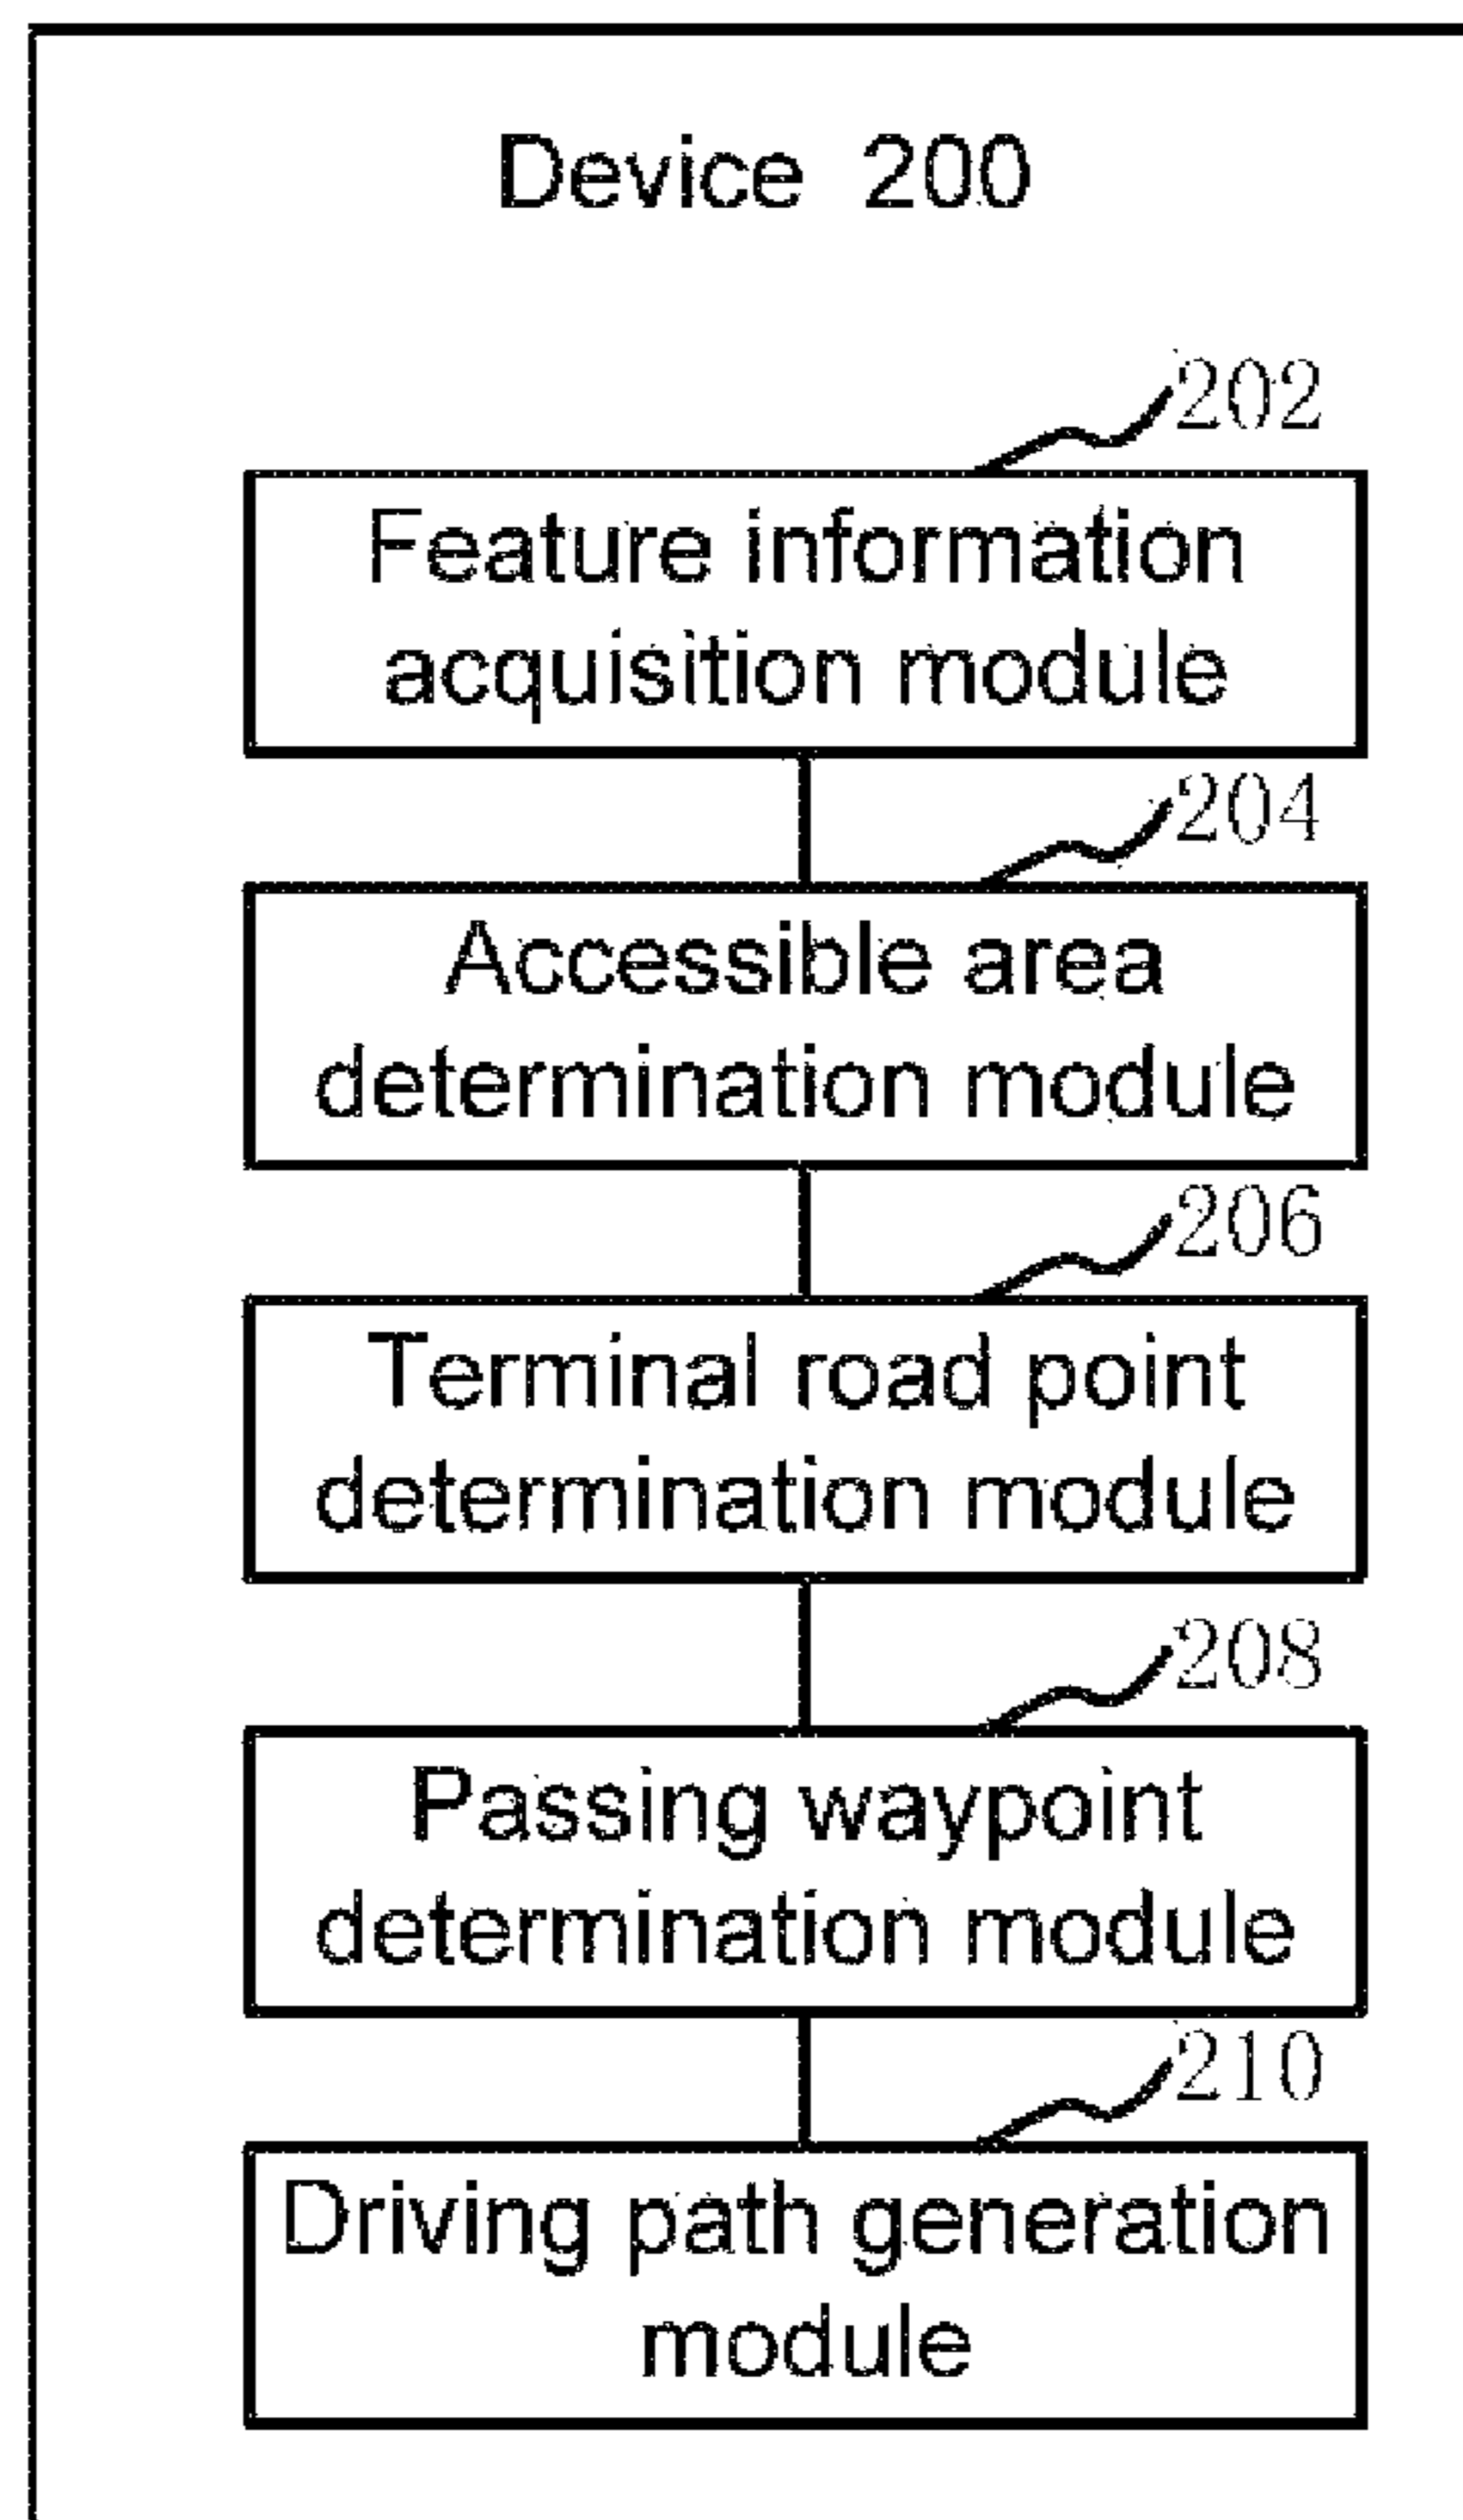 Device 200
202
Feature information
acquisition module
204
Accessible area
determination module
206
Terminal road point
determination module
208
Passing waypoint
determination module
210
Driving path generation
module